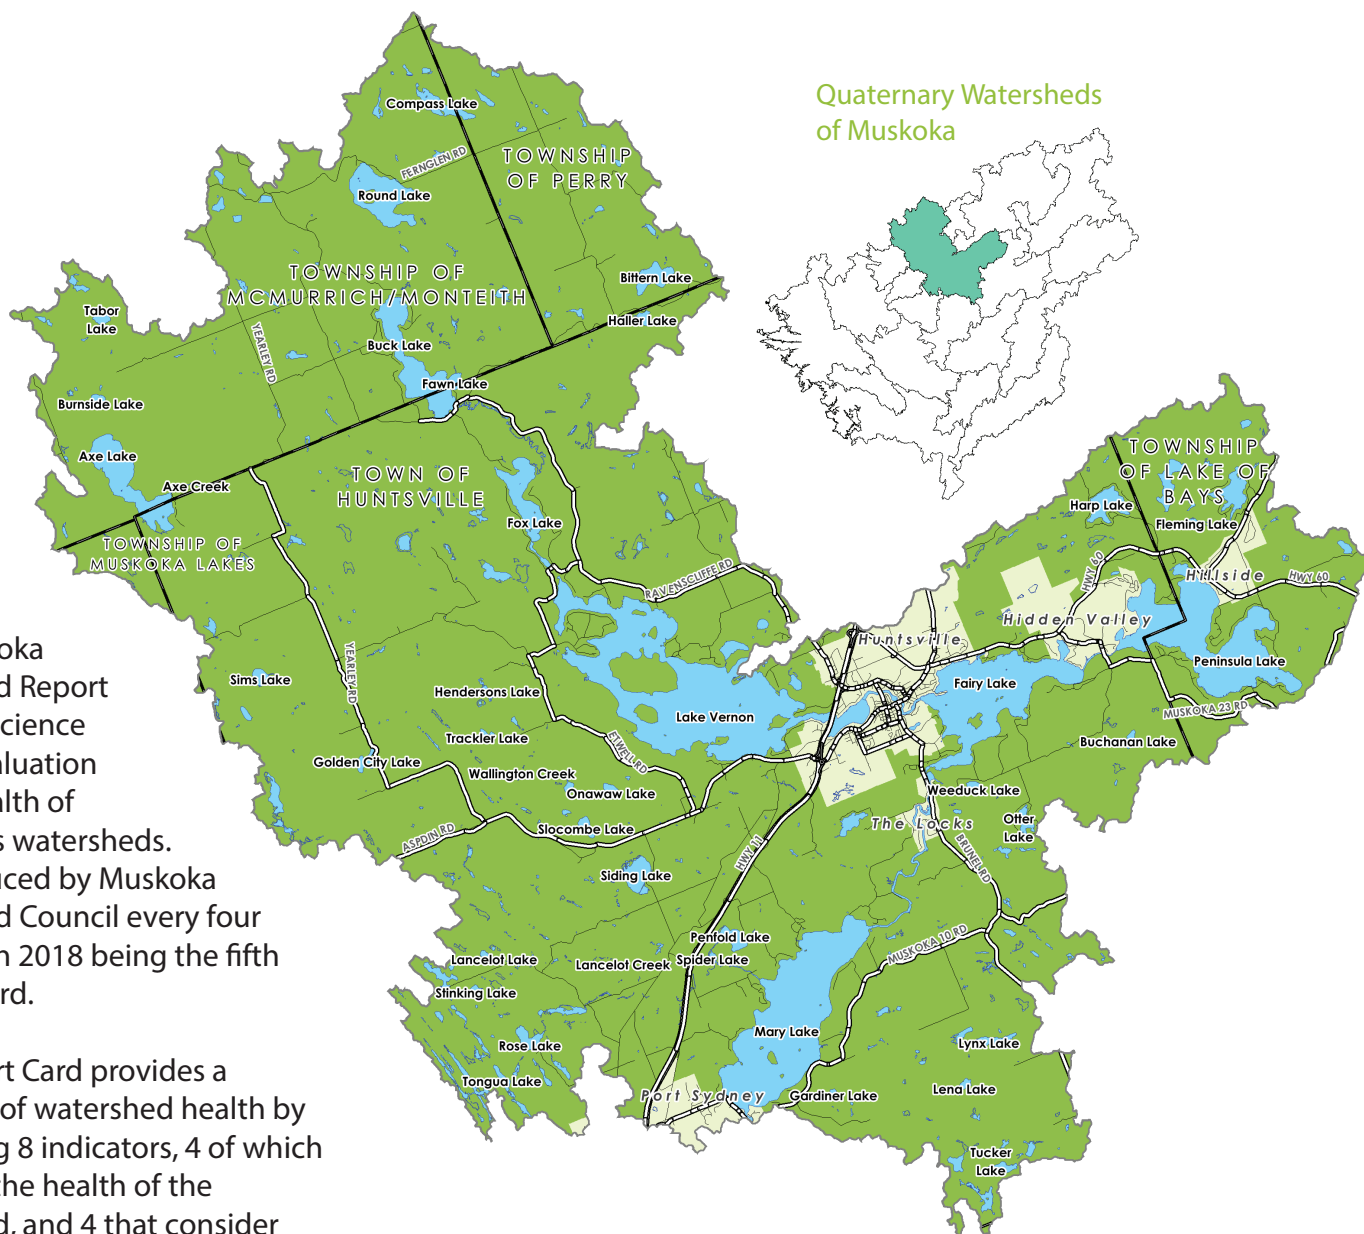 Quaternary Watersheds
of Muskoka
Compass Lake
TOWNSHIP
OF PERRY
FERNGLEN RD
Round Lake
TOWNSHIP OF
MCMURRICH/MONTEITH
Bittern Lake
Haller Lake
Tabor
Lake
YEARLEY RD
Buck Lake
Fawn Lake
Burnside Lake
Axe Lake
Axe Creek
TOWN OF
HUNTSVILLE
Fox Lake
TOWNSHIP OF
MUSKOKA LAKES
TOWNSHIP
OF LAKE OF
BAYS
Harp Lake
Fleming Lake
HWY 60
Hillside
HWY 60
RAVENSCLIFFE RD
Hidden Valley
Huntsville
Peninsula Lake
Fairy Lake
MUSKOKA 23 RD
Buchanan Lake
YEARLEY RD
Sims Lake
Hendersons Lake
Lake Vernon
Trackler Lake
ETWELL RD
Golden City Lake
Wallington Creek
Onawaw Lake
Weeduck Lake
The Locks
Otter
Lake
Slocombe Lake
ASPDIN RD
HWY 11
BRUNEL RD
Siding Lake
Penfold Lake
MUSKOKA 10 RD
Lancelot Lake
Lancelot Creek
Spider Lake
Stinking Lake
Mary Lake
Rose Lake
Lynx Lake
Tongua Lake
Port Sydney
Gardiner Lake
Lena Lake
Tucker
Lake
oka
d Report
cience
aluation
alth of
s watersheds.
uced by Muskoka
d Council every four
n 2018 being the fifth
rd.
rt Card provides a
of watershed health by
g 8 indicators, 4 of which
the health of the
d, and 4 that consider